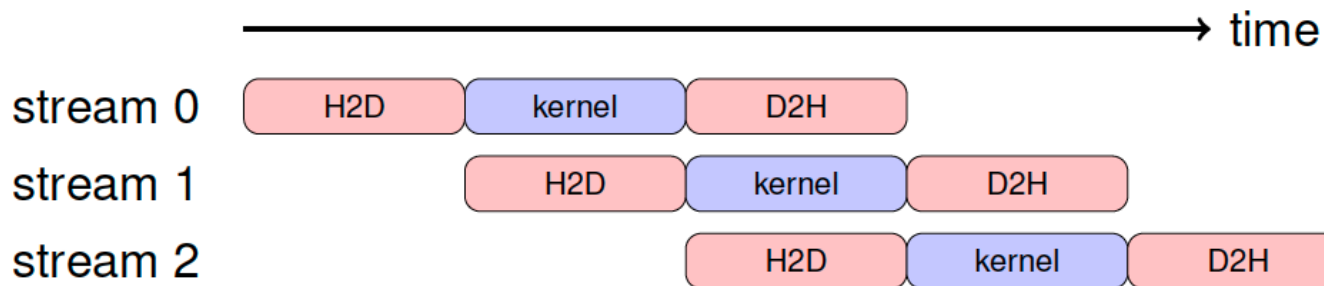 time
stream 0 H2D kernel D2H
stream 1 H2D kernel D2H
stream 2 H2D kernel D2H